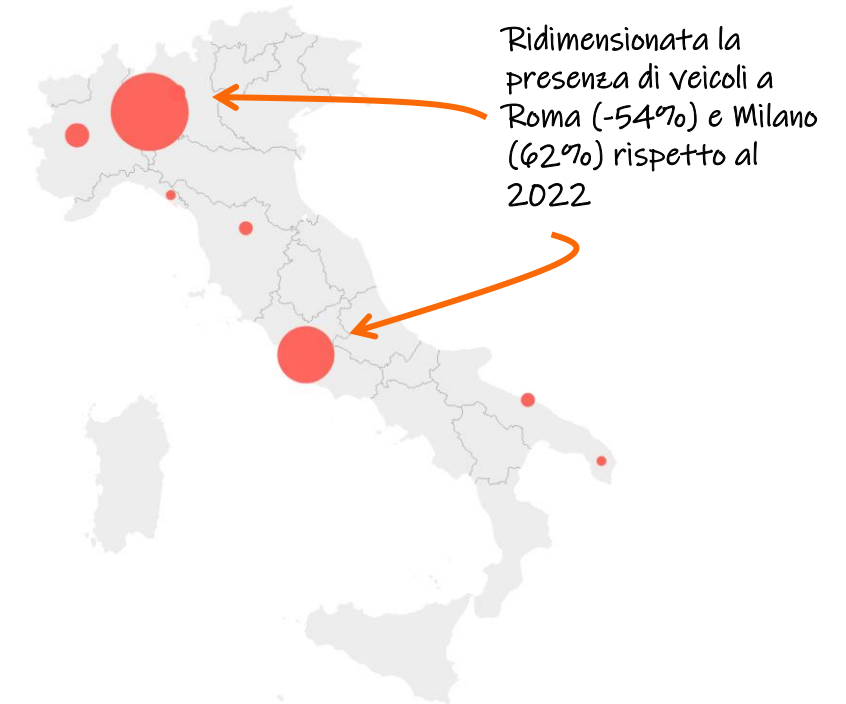 Ridimensionata la
presenza di veicoli a
Roma (-54%) e Milano
(62%) rispetto al
2022